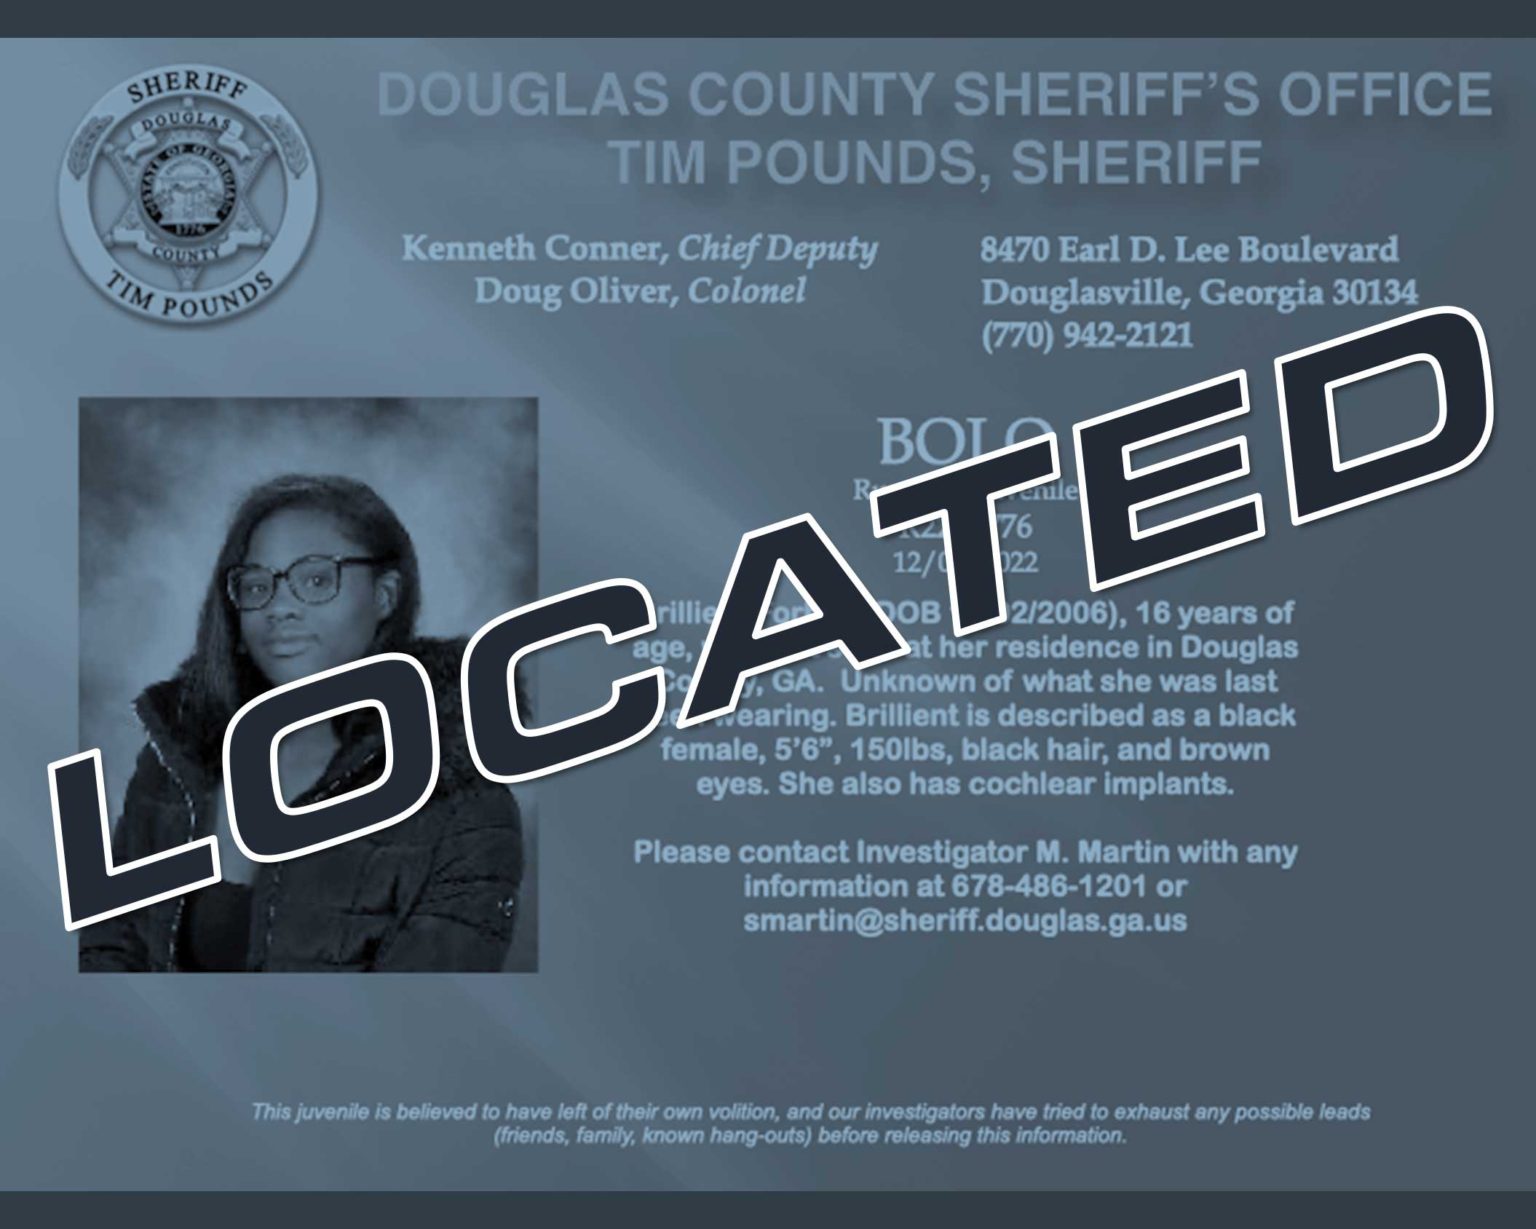 SHERIFF
DOUGLAS
STATE OF GEORGIA
1776
COUNTY
TIM POUNDS
DOUGLAS COUNTY SHERIFF'S OFFICE
TIM POUNDS, SHERIFF
Kenneth Conner, Chief Deputy
Doug Oliver, Colonel
8470 Earl D. Lee Boulevard
Douglasville, Georgia 30134
(770) 942-2121
LOCATED
BOLO
2/2006), 16 years of
age, at her residence in Douglas
GA. Unknown of what she was last
wearing. Brillient is described as a black
female, 5'6”, 150lbs, black hair, and brown
eyes. She also has cochlear implants.
Please contact Investigator M. Martin with any
information at 678-486-1201 or
smartin@sheriff.douglas.ga.us
This juvenile is believed to have left of their own volition, and our investigators have tried to exhaust any possible leads
(friends, family, known hang-outs) before releasing this information.